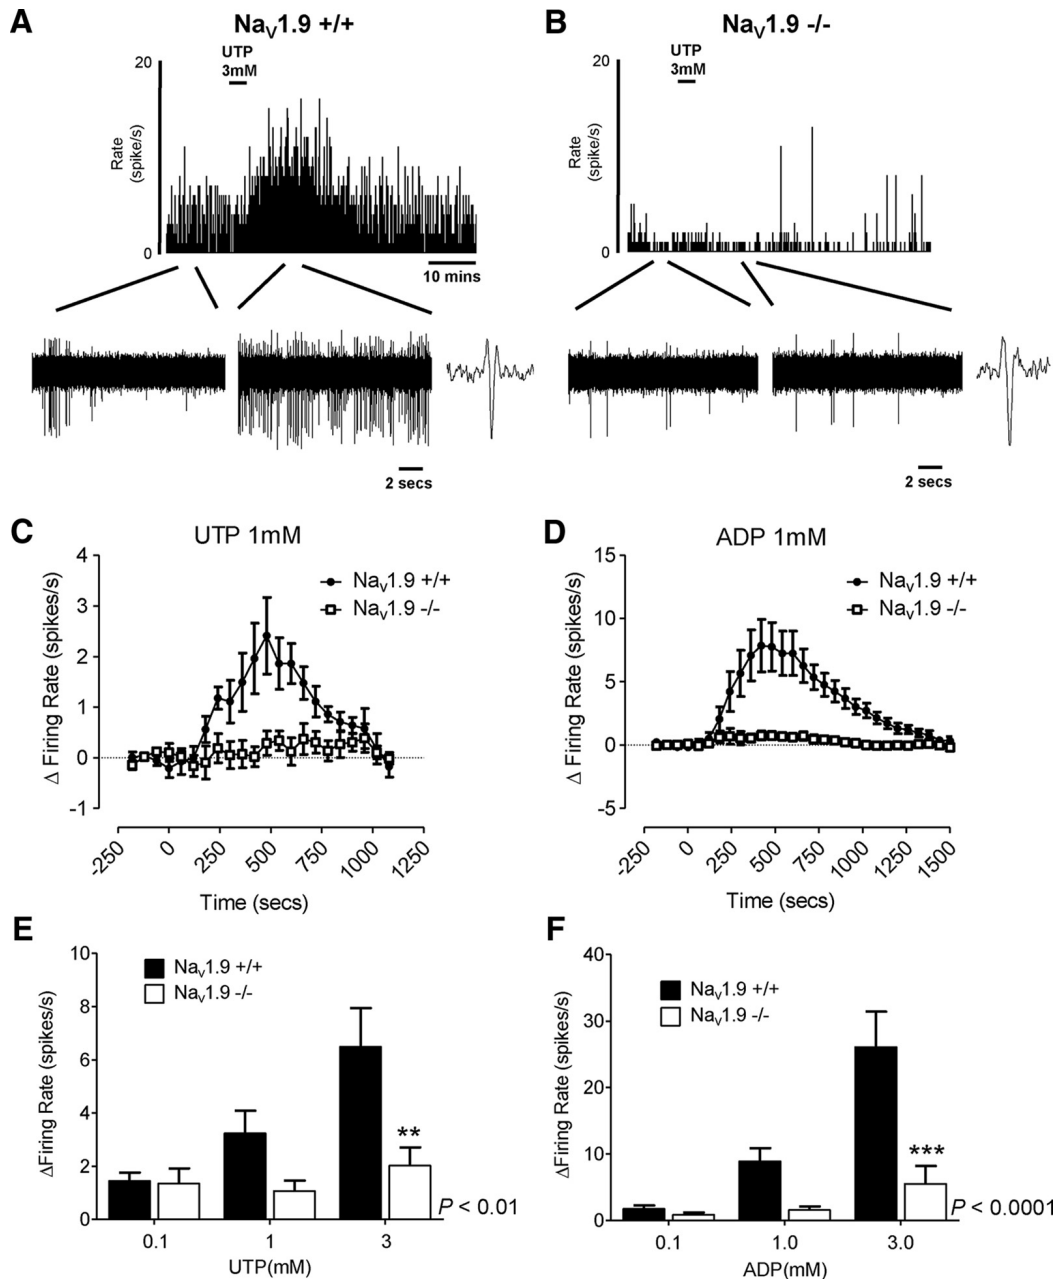 A
Naᵥ1.9 +/+
UTP
3mM
20
Rate
(spike/s)
0
10 mins
2 secs
B
Naᵥ1.9 -/-
UTP
3mM
20
Rate
(spike/s)
0
2 secs
C
UTP 1mM
4
3
2
1
0
-1
Δ Firing Rate (spikes/s)
Naᵥ1.9 +/+
Naᵥ1.9 -/-
-250 0 250 500 750 1000 1250
Time (secs)
D
ADP 1mM
15
10
5
0
-5
Δ Firing Rate (spikes/s)
Naᵥ1.9 +/+
Naᵥ1.9 -/-
-250 0 250 500 750 1000 1250 1500
Time (secs)
E
10
8
6
4
2
0
ΔFiring Rate (spikes/s)
Naᵥ1.9 +/+
Naᵥ1.9 -/-
**
P < 0.01
0.1 1 3
UTP(mM)
F
40
30
20
10
0
ΔFiring Rate (spikes/s)
Naᵥ1.9 +/+
Naᵥ1.9 -/-
***
P < 0.0001
0.1 1.0 3.0
ADP(mM)